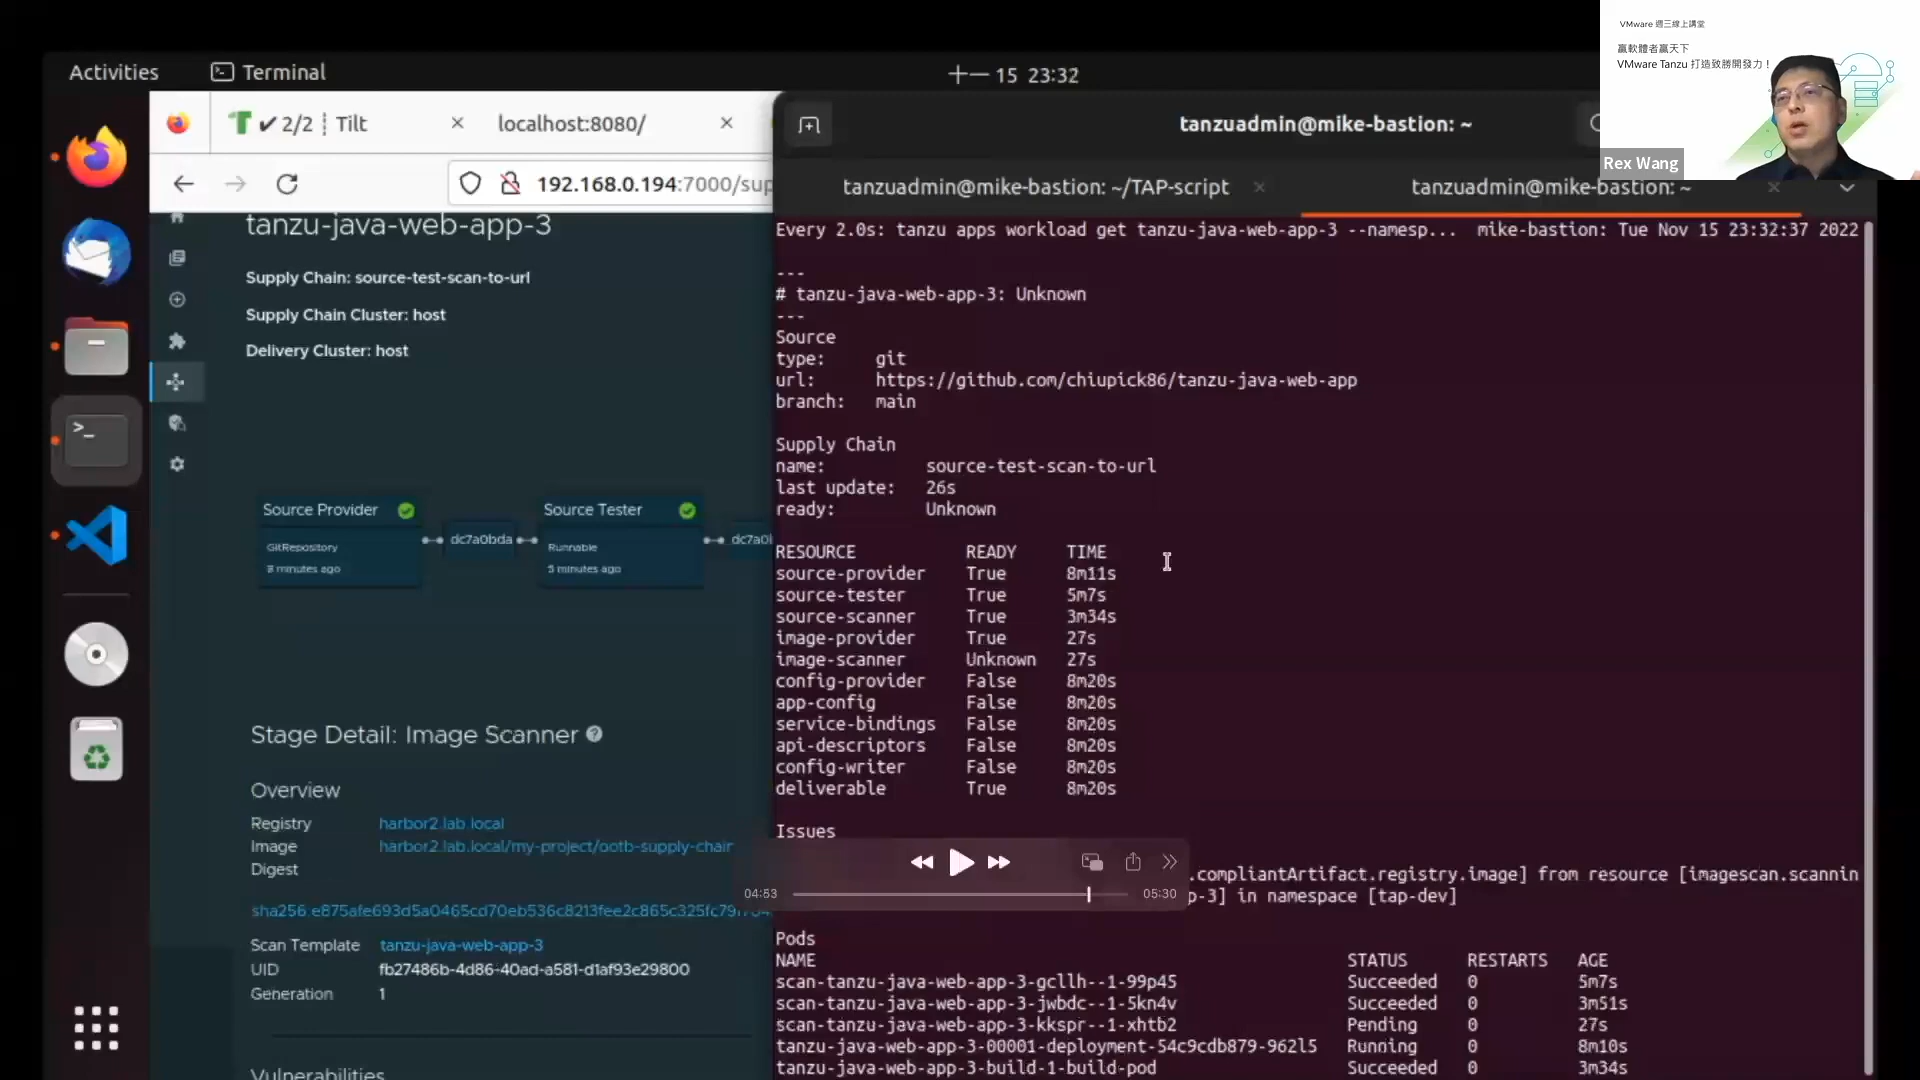 VMware 週三線上講堂
贏軟體者贏天下
VMware Tanzu 打造致勝開發力!
Rex Wang
Activities
Terminal
15 23:32
2/2 ┆ Tilt
localhost:8080/
192.168.0.194:7000/sup
tanzu-java-web-app-3
Supply Chain: source-test-scan-to-url
Supply Chain Cluster: host
Delivery Cluster: host
Source Provider
GitRepository
8 minutes ago
dc7a0bda
Source Tester
Runnable
5 minutes ago
Stage Detail: Image Scanner
Overview
Registry harbor2.lab.local
Image harbor2.lab.local/my-project/ootb-supply-chain
Digest
Scan Template tanzu-java-web-app-3
UID fb27486b-4d86-40ad-a581-d1af93e29800
Generation 1
Vulnerabilities
tanzuadmin@mike-bastion: ~
tanzuadmin@mike-bastion: ~/TAP-script
tanzuadmin@mike-bastion: ~
Every 2.0s: tanzu apps workload get tanzu-java-web-app-3 --namesp... mike-bastion: Tue Nov 15 23:32:37 2022
---
# tanzu-java-web-app-3: Unknown
---
Source
type: git
url: https://github.com/chiupick86/tanzu-java-web-app
branch: main
Supply Chain
name: source-test-scan-to-url
last update: 26s
ready: Unknown
RESOURCE READY TIME
source-provider True 8m11s
source-tester True 5m7s
source-scanner True 3m34s
image-provider True 27s
image-scanner Unknown 27s
config-provider False 8m20s
app-config False 8m20s
service-bindings False 8m20s
api-descriptors False 8m20s
config-writer False 8m20s
deliverable True 8m20s
Issues
.compliantArtifact.registry.image] from resource [imagescan.scannin
p-3] in namespace [tap-dev]
04:53
05:30
Pods
NAME STATUS RESTARTS AGE
scan-tanzu-java-web-app-3-gcllh--1-99p45 Succeeded 0 5m7s
scan-tanzu-java-web-app-3-jwbdc--1-5kn4v Succeeded 0 3m51s
scan-tanzu-java-web-app-3-kkspr--1-xhtb2 Pending 0 27s
tanzu-java-web-app-3-00001-deployment-54c9cdb879-962l5 Running 0 8m10s
tanzu-java-web-app-3-build-1-build-pod Succeeded 0 3m34s